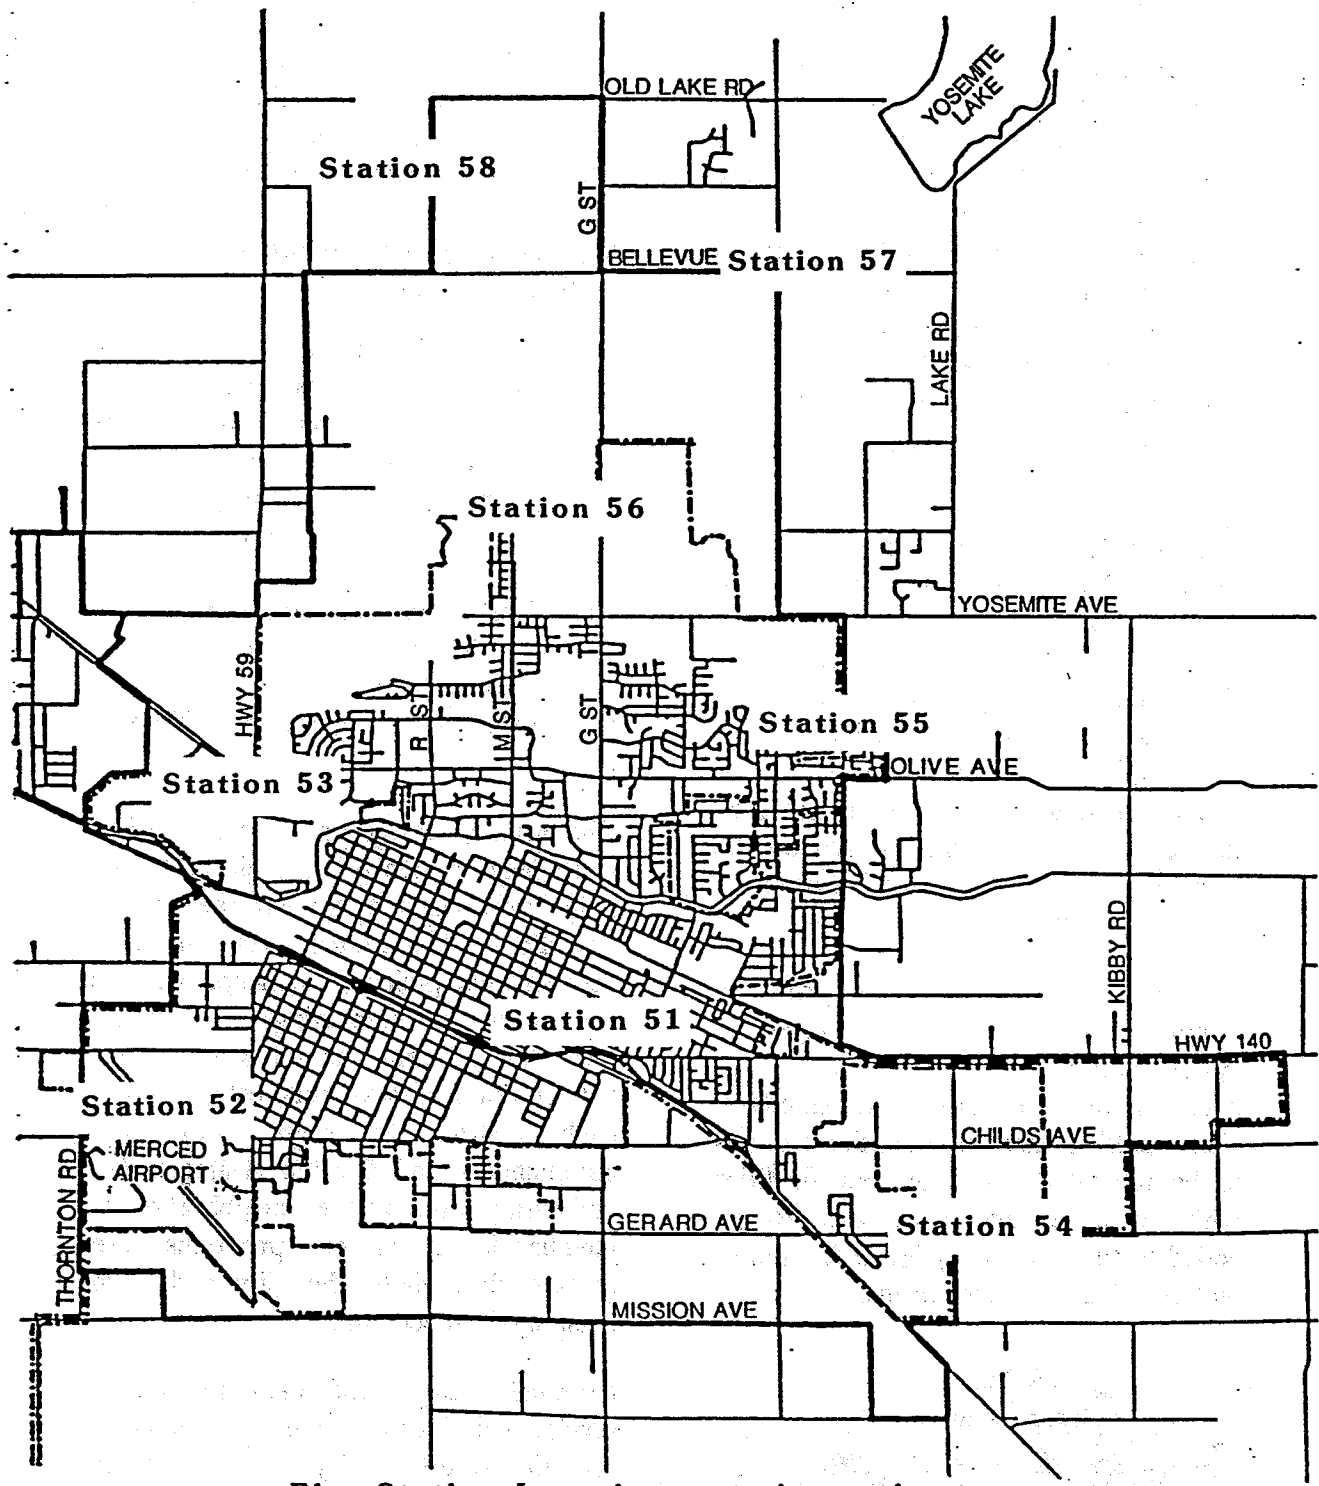 OLD LAKE RD
YOSEMITE
LAKE
Station 58
G ST
BELLEVUE
Station 57
LAKE RD
Station 56
YOSEMITE AVE
HWY 59
R ST
M ST
G ST
Station 55
OLIVE AVE
Station 53
KIBBY RD
Station 51
HWY 140
Station 52
CHILDS AVE
MERCED
AIRPORT
THORNTON RD
GERARD AVE
Station 54
MISSION AVE